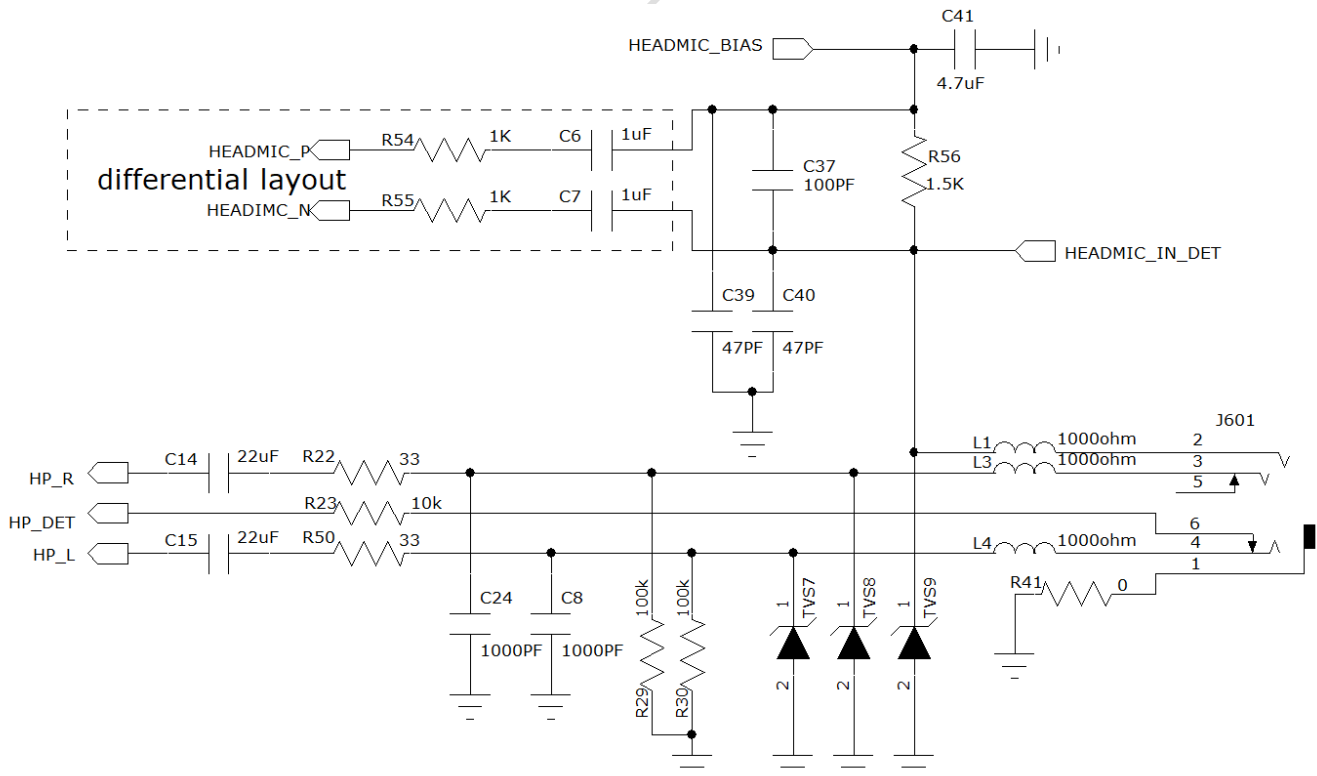 C41
HEADMIC_BIAS
4.7uF
R54 1K C6 1uF
HEADMIC_P
differential layout
C37
100PF
R56
1.5K
R55 1K C7 1uF
HEADIMC_N
HEADMIC_IN_DET
C39 C40
47PF 47PF
J601
L1 1000ohm 2
C14 22uF R22 33 L3 1000ohm 3
HP_R
5
R23 10k
HP_DET
6
C15 22uF R50 33 L4 1000ohm 4
HP_L
1
R41 0
C24 C8 100k 100k 1 TVS7 1 TVS8 1 TVS9
1000PF 1000PF
R29 R30 2 2 2